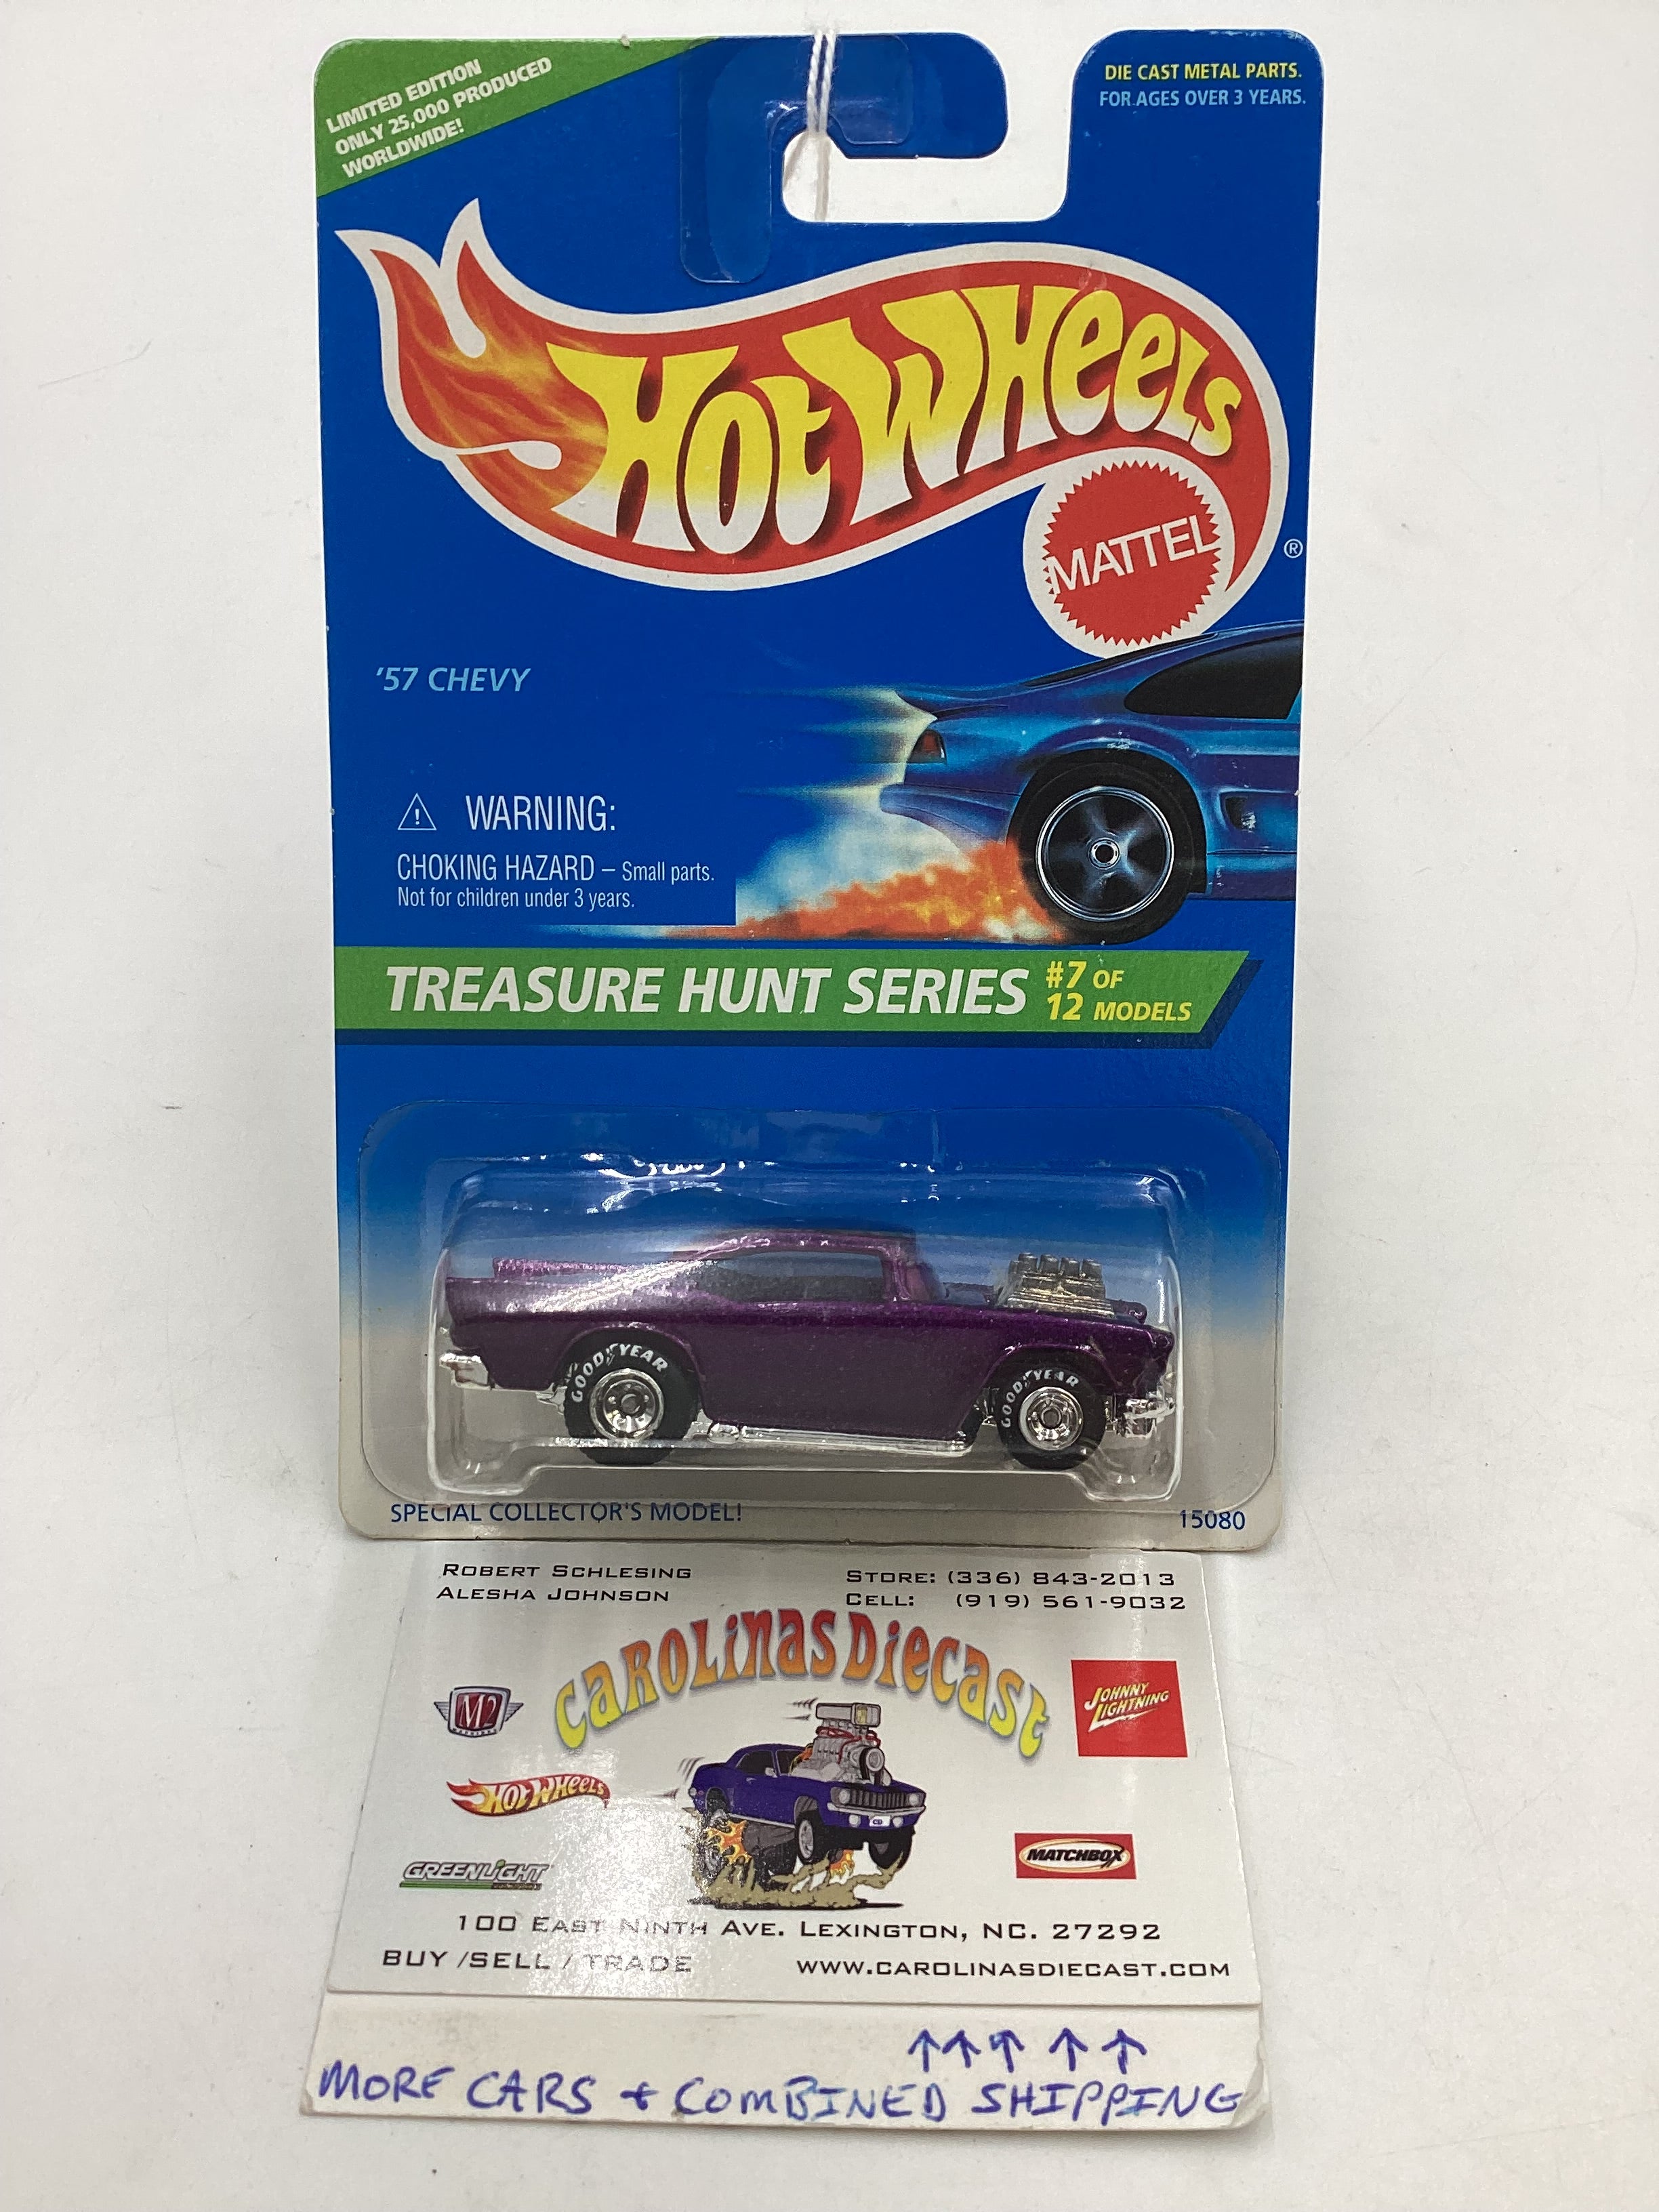 LIMITED EDITION
ONLY 25,000 PRODUCED
WORLDWIDE!
DIE CAST METAL PARTS.
FOR AGES OVER 3 YEARS.
HOT WHEELS
MATTEL
®
'57 CHEVY
WARNING:
CHOKING HAZARD – Small parts.
Not for children under 3 years.
TREASURE HUNT SERIES #7 OF
12 MODELS
GOODYEAR
GOODYEAR
SPECIAL COLLECTOR'S MODEL!
15080
ROBERT SCHLESING
ALESHA JOHNSON
STORE: (336) 843-2013
CELL: (919) 561-9032
CAROLINAS DIECAST
M2
JOHNNY
LIGHTNING
HOT WHEELS
GREENLIGHT
MATCHBOX
100 EAST NINTH AVE. LEXINGTON, NC. 27292
BUY /SELL / TRADE
WWW.CAROLINASDIECAST.COM
MORE CARS + COMBINED SHIPPING